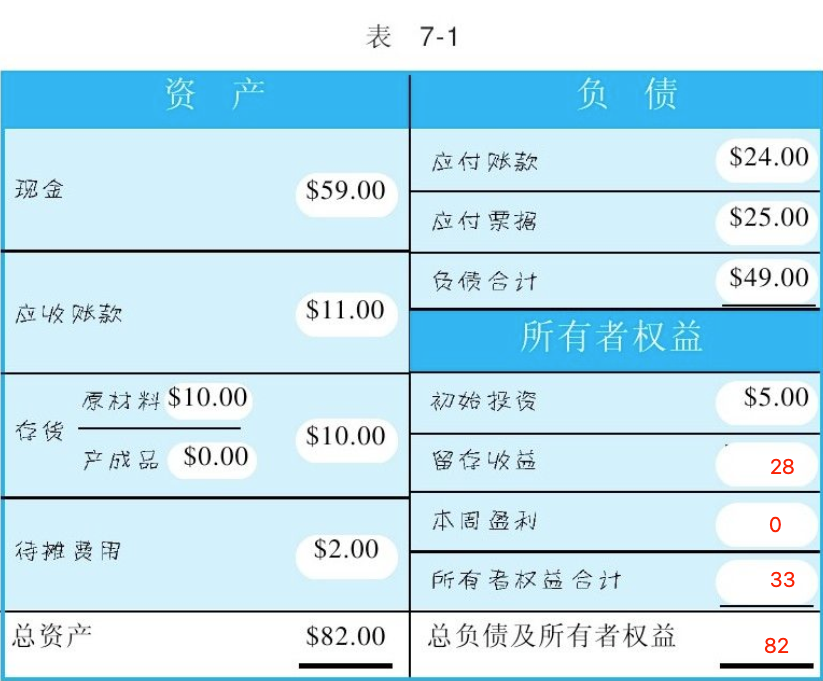 表 7-1
资 产
现金 $59.00
应收账款 $11.00
原材料 $10.00
存货 $10.00
产成品 $0.00
待摊费用 $2.00
总资产 $82.00
负 债
应付账款 $24.00
应付票据 $25.00
负债合计 $49.00
所有者权益
初始投资 $5.00
留存收益 28
本周盈利 0
所有者权益合计 33
总负债及所有者权益 82